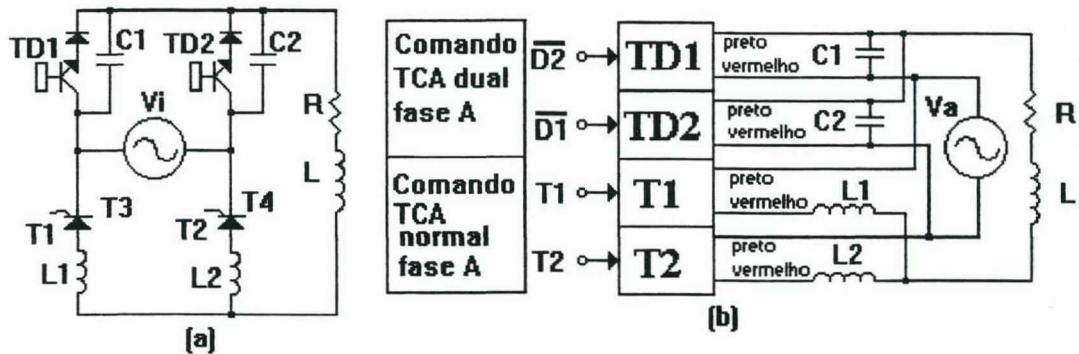 TD1
C1
TD2
C2
Vi
R
L
T3
T4
T1
T2
L1
L2
(a)
Comando
TCA dual
fase A
Comando
TCA
normal
fase A
D2
D1
T1
T2
TD1
TD2
T1
T2
preto
vermelho
C1
preto
vermelho
C2
preto
vermelho
L1
preto
vermelho
L2
Va
R
L
(b)